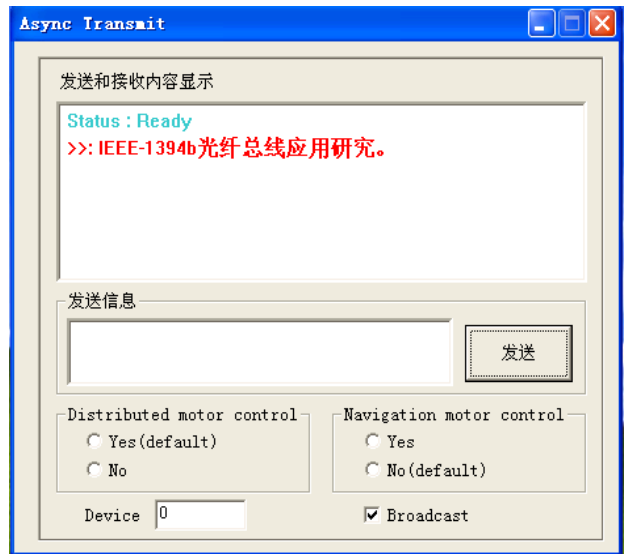 Async Transmit
发送和接收内容显示
Status : Ready
>>: IEEE-1394b光纤总线应用研究。
发送信息
发送
Distributed motor control
Navigation motor control
Yes(default)
Yes
No
No(default)
Device 0
Broadcast